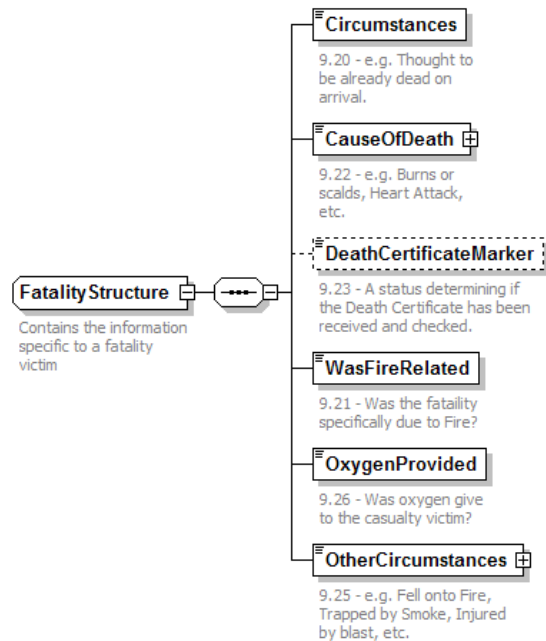 Circumstances
9.20 - e.g. Thought to
be already dead on
arrival.
CauseOfDeath
9.22 - e.g. Burns or
scalds, Heart Attack,
etc.
DeathCertificateMarker
9.23 - A status determining if
the Death Certificate has been
received and checked.
FatalityStructure
Contains the information
specific to a fatality
victim
WasFireRelated
9.21 - Was the fataility
specifically due to Fire?
OxygenProvided
9.26 - Was oxygen give
to the casualty victim?
OtherCircumstances
9.25 - e.g. Fell onto Fire,
Trapped by Smoke, Injured
by blast, etc.